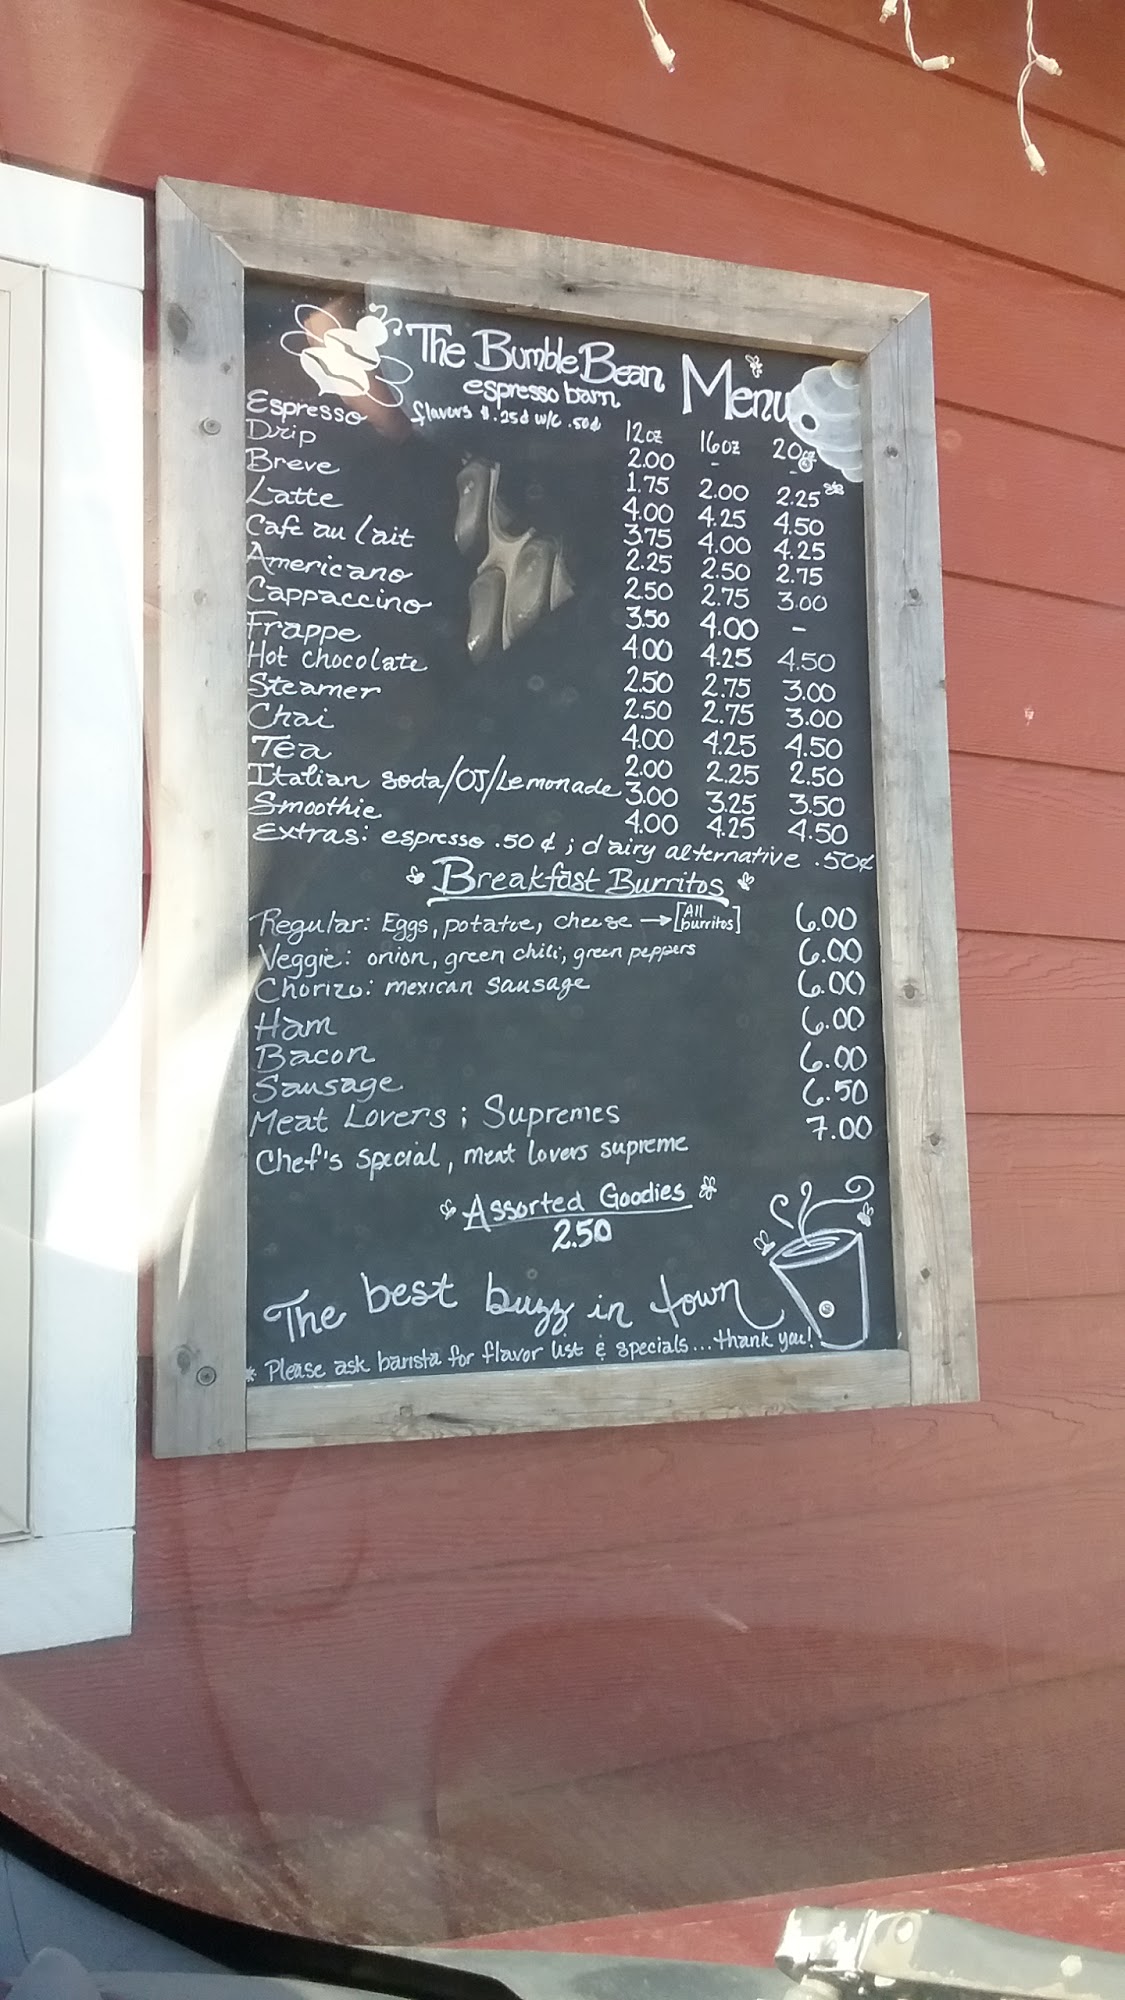 The Bumble Bean Menu
espresso barn
flavors $.25¢ w/c .50¢
12oz 16oz 20oz
Espresso 2.00 - -
Drip 1.75 2.00 2.25
Breve 4.00 4.25 4.50
Latte 3.75 4.00 4.25
Cafe au lait 2.25 2.50 2.75
Americano 2.50 2.75 3.00
Cappaccino 3.50 4.00 -
Frappe 4.00 4.25 4.50
Hot chocolate 2.50 2.75 3.00
Steamer 2.50 2.75 3.00
Chai 4.00 4.25 4.50
Tea 2.00 2.25 2.50
Italian soda/OJ/Lemonade 3.00 3.25 3.50
Smoothie 4.00 4.25 4.50
Extras: espresso .50¢; dairy alternative .50¢
Breakfast Burritos
Regular: Eggs, potatoe, cheese → [All burritos] 6.00
Veggie: onion, green chili, green peppers 6.00
Chorizo: mexican sausage 6.00
Ham 6.00
Bacon 6.00
Sausage 6.50
Meat Lovers; Supremes 7.00
Chef's special, meat lovers supreme
Assorted Goodies
2.50
The best buzz in town
* Please ask barista for flavor list & specials...thank you!